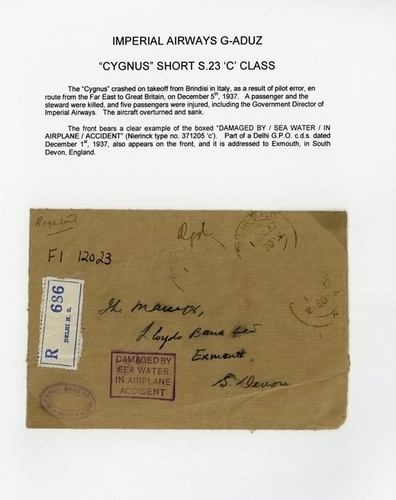 IMPERIAL AIRWAYS G-ADUZ
"CYGNUS" SHORT S.23 'C' CLASS
The "Cygnus" crashed on takeoff from Brindisi in Italy, as a result of pilot error, en
route from the Far East to Great Britain, on December 5th, 1937. A passenger and the
steward were killed, and five passengers were injured, including the Government Director of
Imperial Airways. The aircraft overturned and sank.
The front bears a clear example of the boxed "DAMAGED BY / SEA WATER / IN
AIRPLANE / ACCIDENT" (Nierinck type no. 371205 'c'). Part of a Delhi G.P.O. c.d.s. dated
December 1st, 1937, also appears on the front, and it is addressed to Exmouth, in South
Devon, England.
Regd
F1 12023
R 686
DELHI H. O.
The Manager,
Lloyds Bank Ltd
Exmouth,
S. Devon
DAMAGED BY
SEA WATER
IN AIRPLANE
ACCIDENT